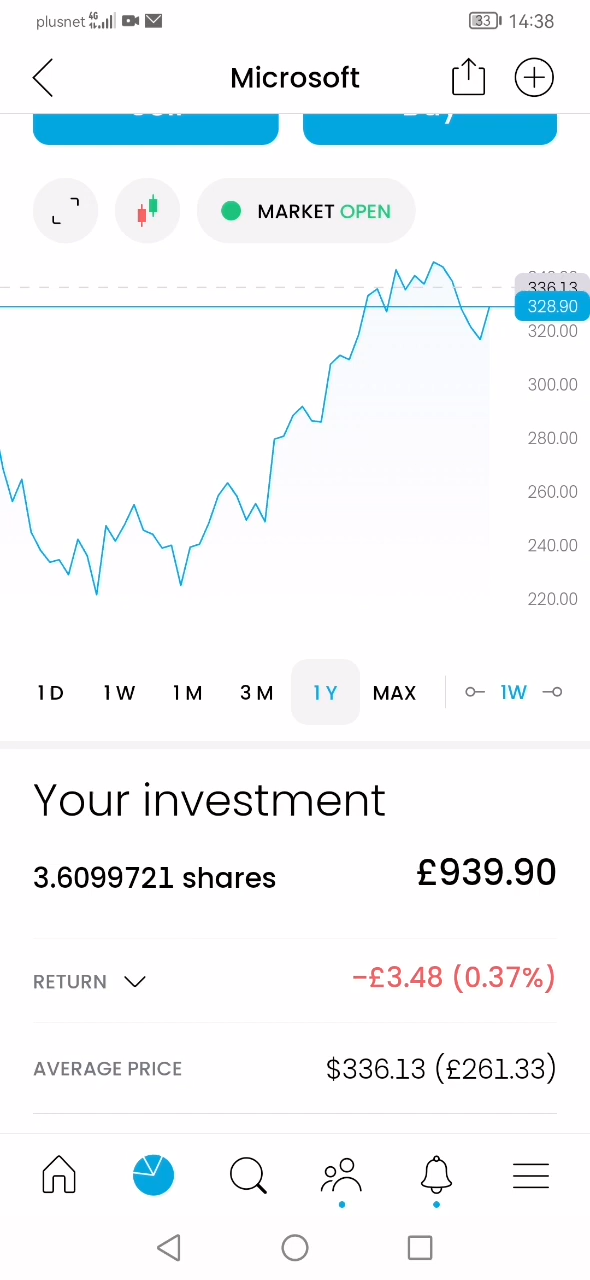 plusnet 4G 33 14:38
Microsoft
MARKET OPEN
336.13
328.90
320.00
300.00
280.00
260.00
240.00
220.00
1D 1W 1M 3M 1Y MAX 1W
Your investment
3.6099721 shares £939.90
RETURN -£3.48 (0.37%)
AVERAGE PRICE $336.13 (£261.33)